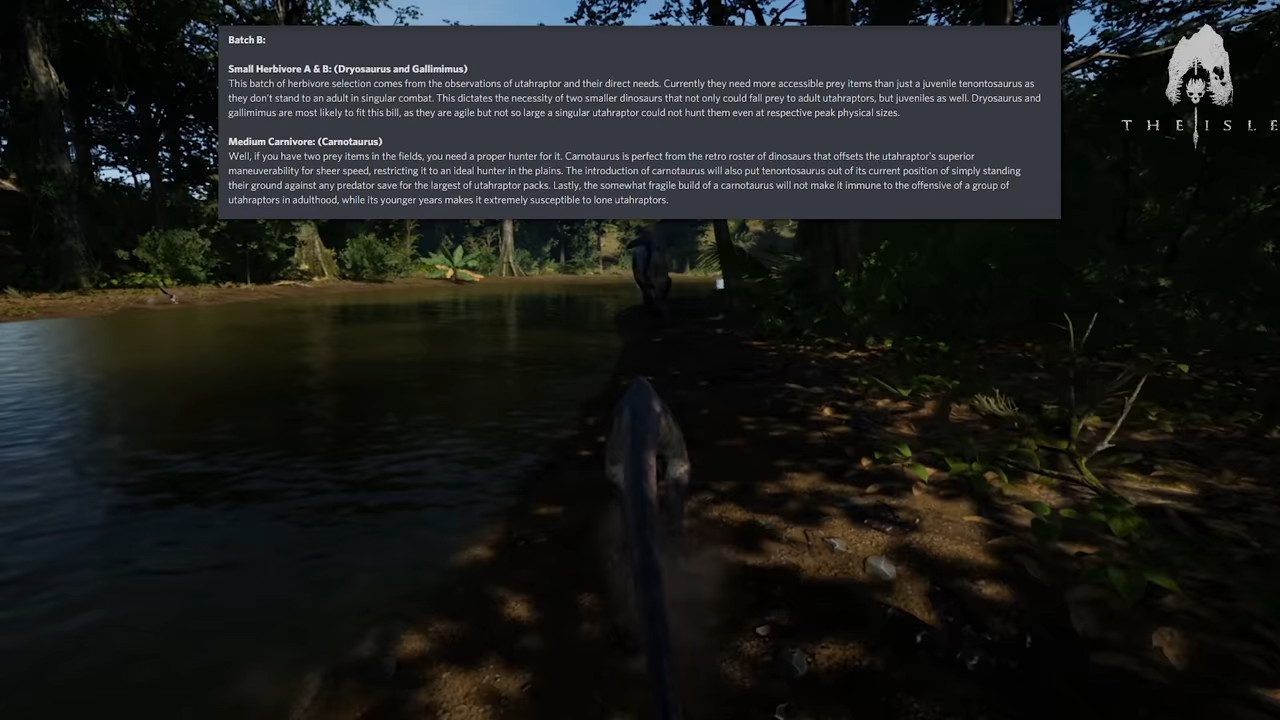 Batch B:
Small Herbivore A & B: (Dryosaurus and Gallimimus)
This batch of herbivore selection comes from the observations of utahraptor and their direct needs. Currently they need more accessible prey items than just a juvenile tenontosaurus as
they don't stand to an adult in singular combat. This dictates the necessity of two smaller dinosaurs that not only could fall prey to adult utahraptors, but juveniles as well. Dryosaurus and
gallimimus are most likely to fit this bill, as they are agile but not so large a singular utahraptor could not hunt them even at respective peak physical sizes.
Medium Carnivore: (Carnotaurus)
Well, if you have two prey items in the fields, you need a proper hunter for it. Carnotaurus is perfect from the retro roster of dinosaurs that offsets the utahraptor's superior
maneuverability for sheer speed, restricting it to an ideal hunter in the plains. The introduction of carnotaurus will also put tenontosaurus out of its current position of simply standing
their ground against any predator save for the largest of utahraptor packs. Lastly, the somewhat fragile build of a carnotaurus will not make it immune to the offensive of a group of
utahraptors in adulthood, while its younger years makes it extremely susceptible to lone utahraptors.
THE ISLE